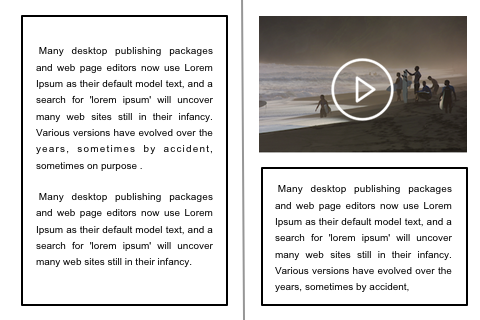 Many desktop publishing packages
and web page editors now use Lorem
Ipsum as their default model text, and a
search for 'lorem ipsum' will uncover
many web sites still in their infancy.
Various versions have evolved over the
years, sometimes by accident,
sometimes on purpose .
Many desktop publishing packages
and web page editors now use Lorem
Ipsum as their default model text, and a
search for 'lorem ipsum' will uncover
many web sites still in their infancy.
Many desktop publishing packages
and web page editors now use Lorem
Ipsum as their default model text, and a
search for 'lorem ipsum' will uncover
many web sites still in their infancy.
Various versions have evolved over the
years, sometimes by accident,